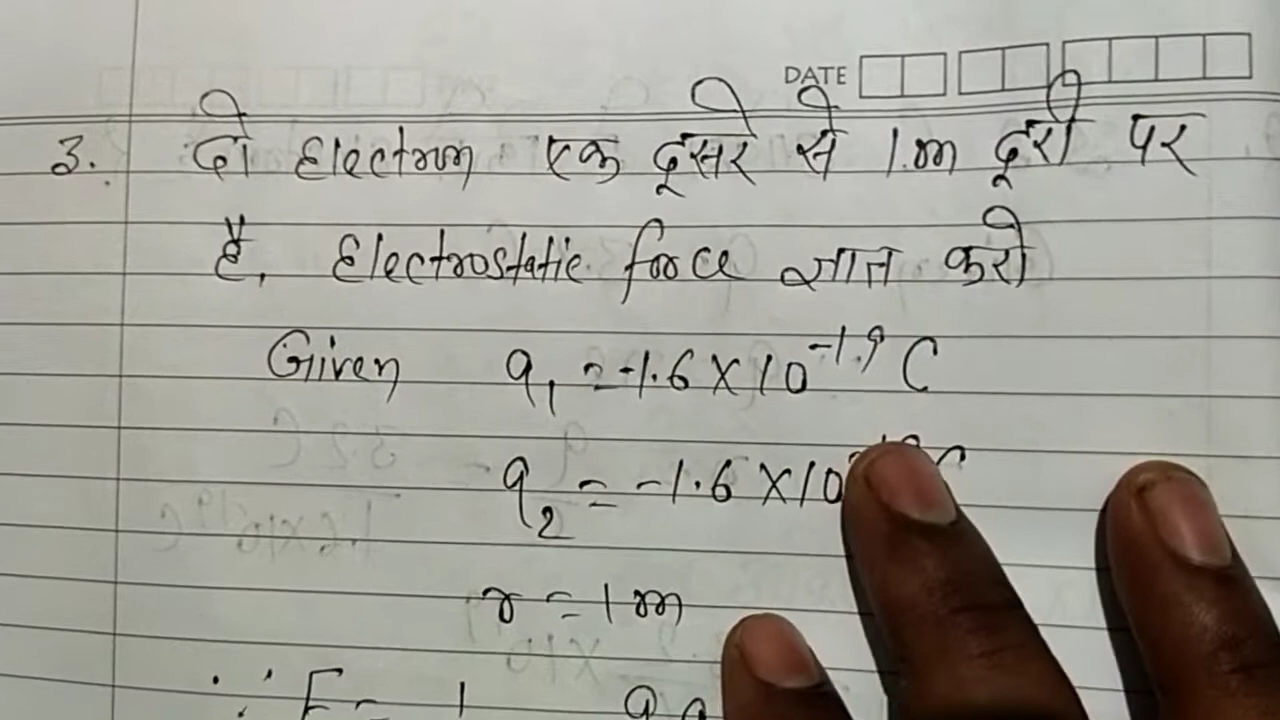 DATE
3. दो Electron एक दूसरे से 1m दूरी पर
हैं, Electrostatic force ज्ञात करो
Given q₁ = -1.6 × 10⁻¹⁹ C
q₂ = -1.6 × 10
r = 1m
∵ F = 1